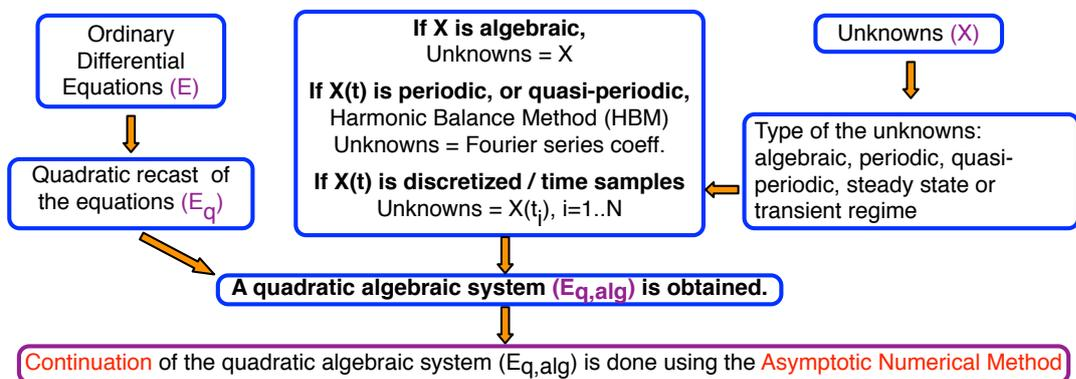 Ordinary
Differential
Equations (E)
Quadratic recast of
the equations (Eq)
If X is algebraic,
Unknowns = X
If X(t) is periodic, or quasi-periodic,
Harmonic Balance Method (HBM)
Unknowns = Fourier series coeff.
If X(t) is discretized / time samples
Unknowns = X(ti), i=1..N
Unknowns (X)
Type of the unknowns:
algebraic, periodic, quasi-
periodic, steady state or
transient regime
A quadratic algebraic system (Eq,alg) is obtained.
Continuation of the quadratic algebraic system (Eq,alg) is done using the Asymptotic Numerical Method